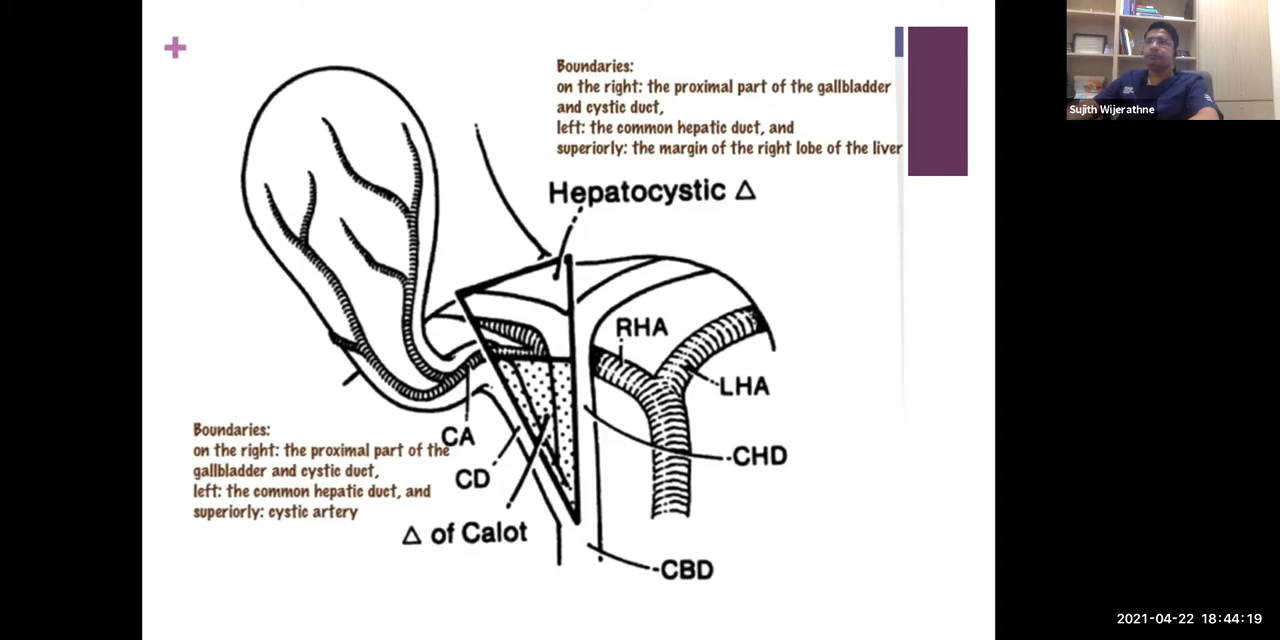 Boundaries:
on the right: the proximal part of the gallbladder
and cystic duct,
left: the common hepatic duct, and
superiorly: the margin of the right lobe of the liver
Hepatocystic Δ
RHA
LHA
CA
CHD
CD
Boundaries:
on the right: the proximal part of the
gallbladder and cystic duct,
left: the common hepatic duct, and
superiorly: cystic artery
Δ of Calot
CBD
Sujith Wijerathne
2021-04-22 18:44:19